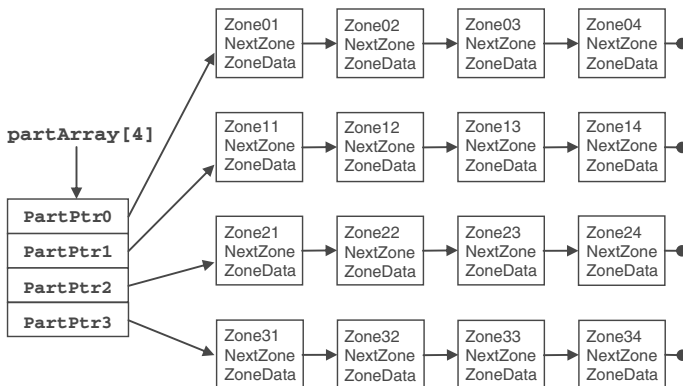 Zone01
NextZone
ZoneData
Zone02
NextZone
ZoneData
Zone03
NextZone
ZoneData
Zone04
NextZone
ZoneData
partArray[4]
Zone11
NextZone
ZoneData
Zone12
NextZone
ZoneData
Zone13
NextZone
ZoneData
Zone14
NextZone
ZoneData
PartPtr0
PartPtr1
PartPtr2
PartPtr3
Zone21
NextZone
ZoneData
Zone22
NextZone
ZoneData
Zone23
NextZone
ZoneData
Zone24
NextZone
ZoneData
Zone31
NextZone
ZoneData
Zone32
NextZone
ZoneData
Zone33
NextZone
ZoneData
Zone34
NextZone
ZoneData